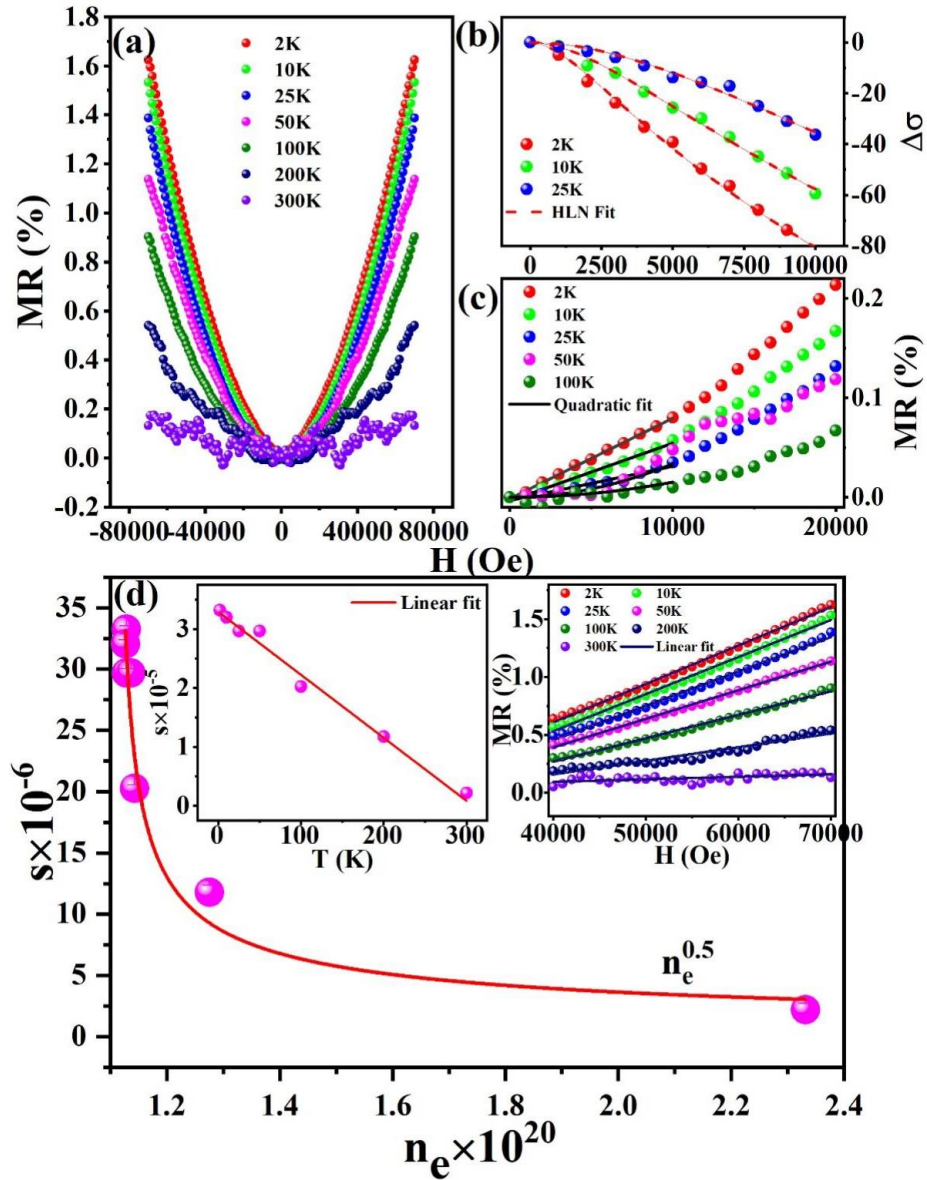 (a)
MR (%)
1.8
1.6
1.4
1.2
1.0
0.8
0.6
0.4
0.2
0.0
-0.2
2K
10K
25K
50K
100K
200K
300K
-80000 -40000 0 40000 80000
(b)
2K
10K
25K
HLN Fit
0
-20
-40
-60
-80
Δσ
0 2500 5000 7500 10000
(c)
2K
10K
25K
50K
100K
Quadratic fit
0.2
0.1
0.0
MR (%)
0 5000 10000 15000 20000
H (Oe)
(d)
s×10⁻⁶
35
30
25
20
15
10
5
0
Linear fit
s×10⁻⁵
3
1
0
0 100 200 300
T (K)
2K 10K
25K 50K
100K 200K
300K Linear fit
MR (%)
1.5
1.0
0.5
0.0
40000 50000 60000 70000
H (Oe)
nₑ^0.5
1.2 1.4 1.6 1.8 2.0 2.2 2.4
nₑ×10²⁰